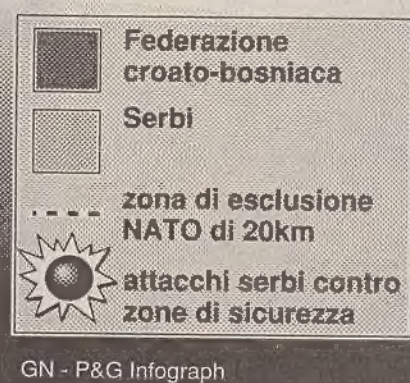 Federazione
croato-bosniaca
Serbi
zona di esclusione
NATO di 20km
attacchi serbi contro
zone di sicurezza
GN - P&G Infograph